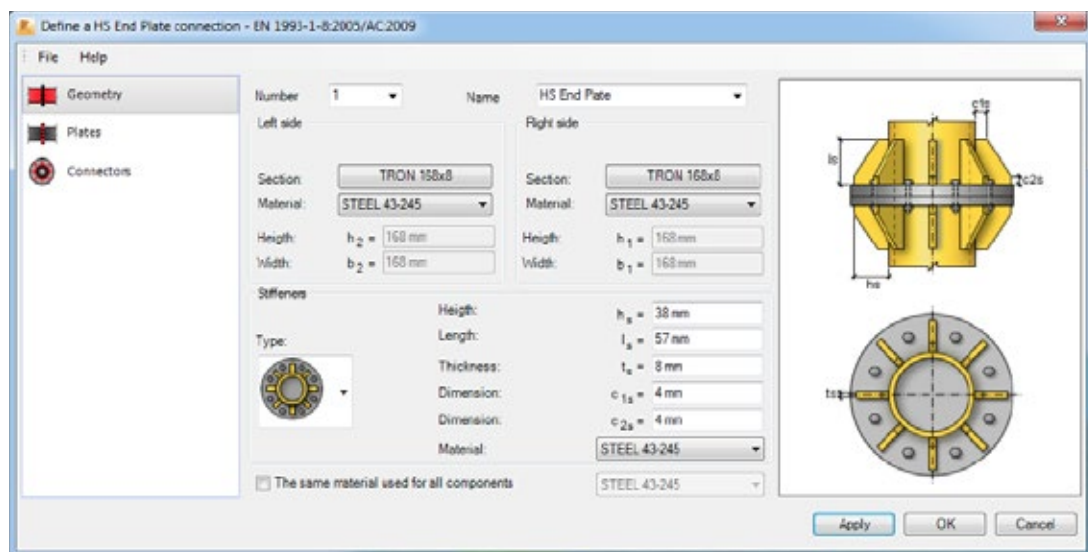 Define a HS End Plate connection - EN 1993-1-8:2005/AC:2009
File Help
Geometry
Plates
Connectors
Number 1 Name HS End Plate
Left side Right side
Section: TRON 168x8 Section: TRON 168x8
Material: STEEL 43-245 Material: STEEL 43-245
Heigth: h2 = 168 mm Heigth: h1 = 168 mm
Width: b2 = 168 mm Width: b1 = 168 mm
Stiffeners
Type:
Heigth: hs = 38 mm
Length: ls = 57 mm
Thickness: ts = 8 mm
Dimension: c1s = 4 mm
Dimension: c2s = 4 mm
Material: STEEL 43-245
The same material used for all components STEEL 43-245
c1s
ls
c2s
hs
ts
Apply OK Cancel